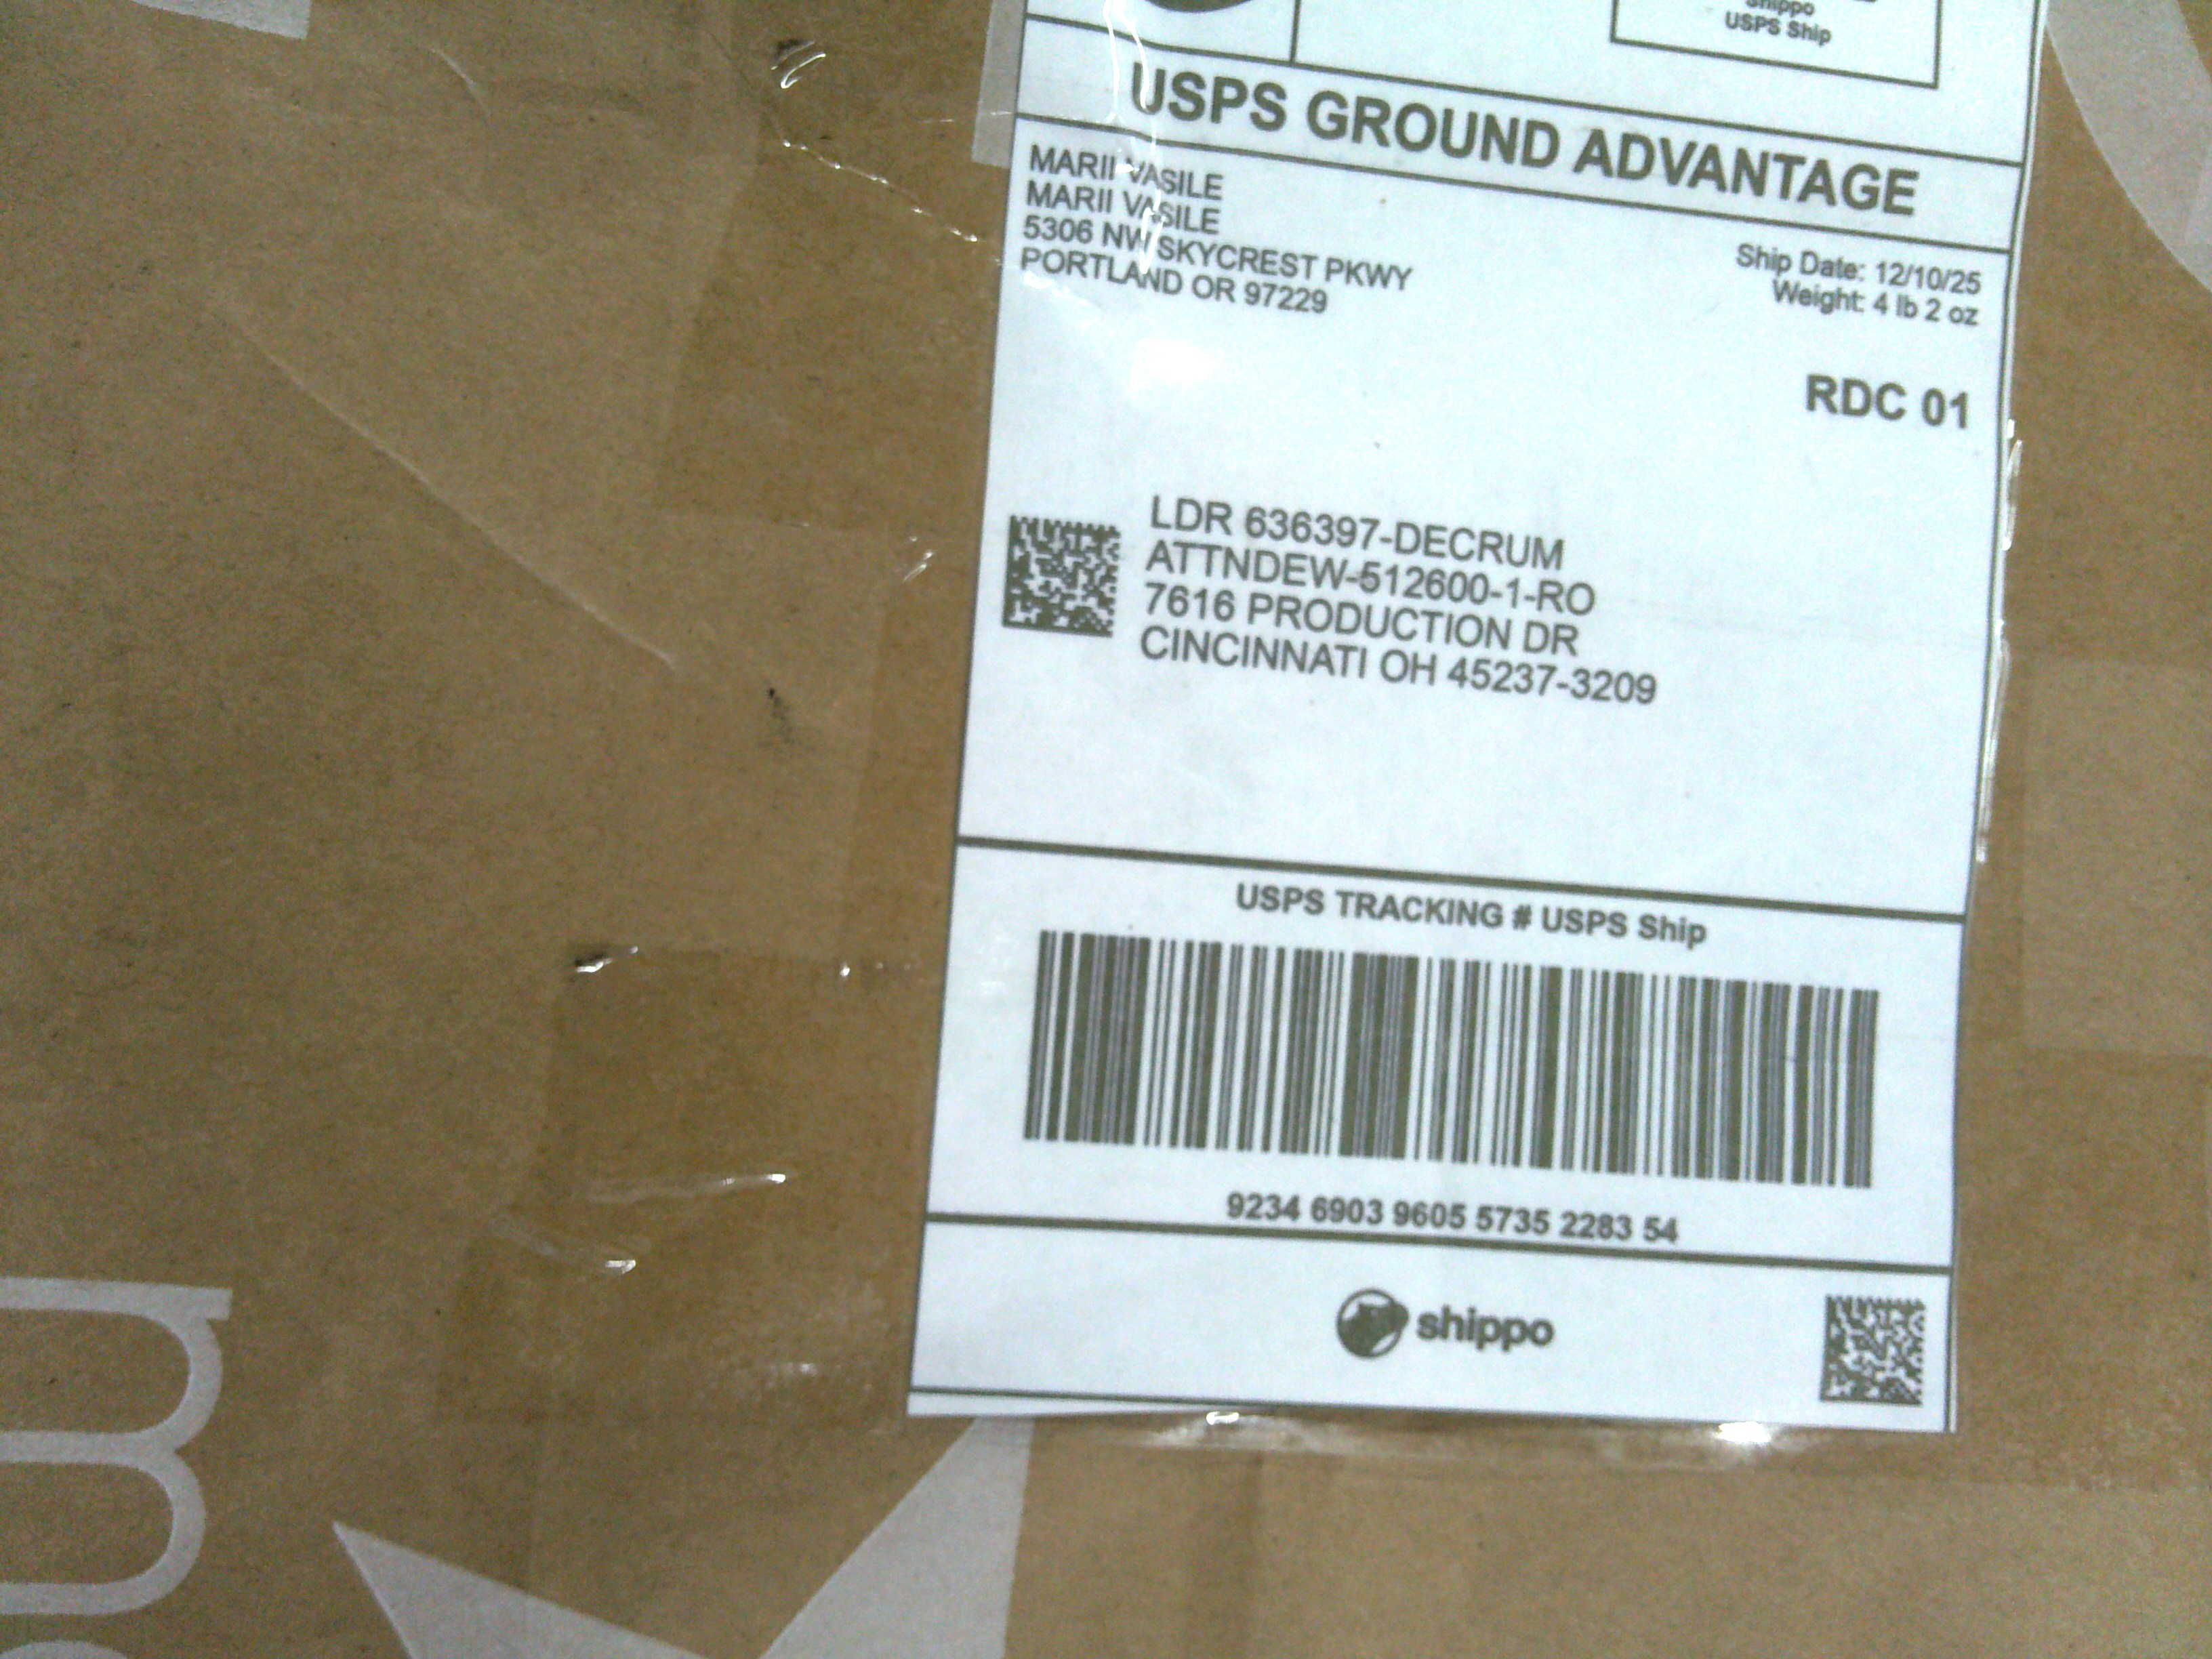 Shippo
USPS Ship
USPS GROUND ADVANTAGE
MARII VASILE
MARII VASILE
5306 NW SKYCREST PKWY
PORTLAND OR 97229
Ship Date: 12/10/25
Weight: 4 lb 2 oz
RDC 01
LDR 636397-DECRUM
ATTNDEW-512600-1-RO
7616 PRODUCTION DR
CINCINNATI OH 45237-3209
USPS TRACKING # USPS Ship
9234 6903 9605 5735 2283 54
shippo